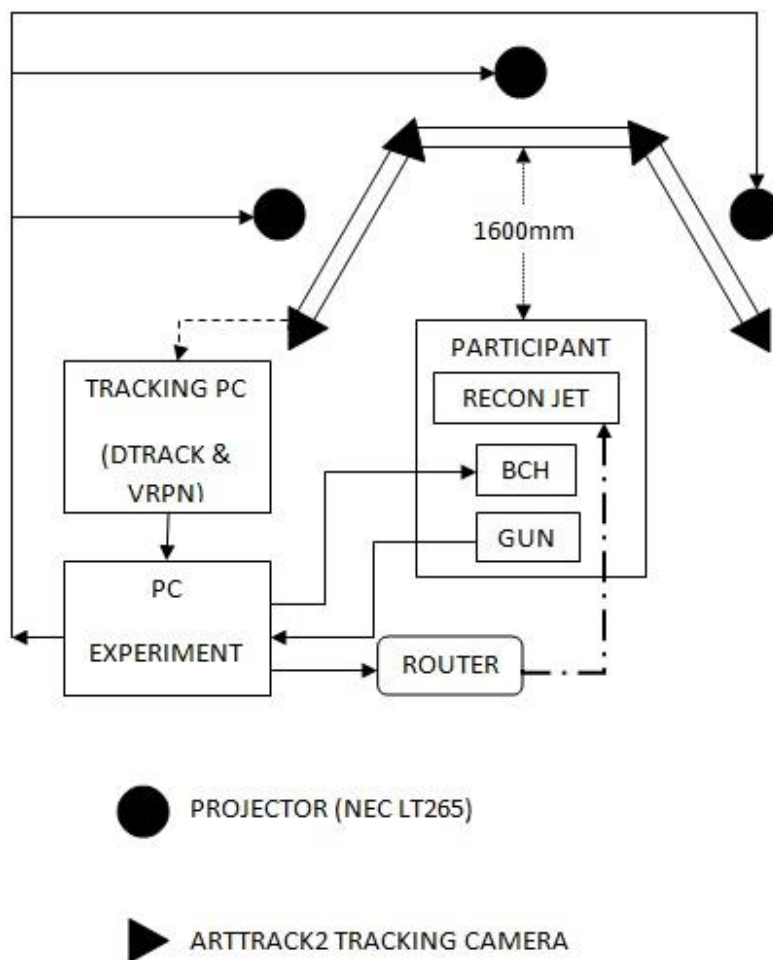 1600mm
PARTICIPANT
RECON JET
BCH
GUN
TRACKING PC
(DTRACK &
VRPN)
PC
EXPERIMENT
ROUTER
PROJECTOR (NEC LT265)
ARTTRACK2 TRACKING CAMERA